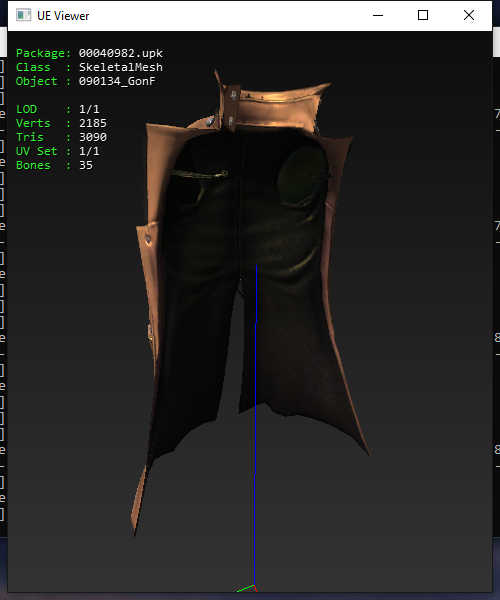 UE Viewer
Package: 00040982.upk
Class : SkeletalMesh
Object : 090134_GonF
LOD : 1/1
Verts : 2185
Tris : 3090
UV Set : 1/1
Bones : 35